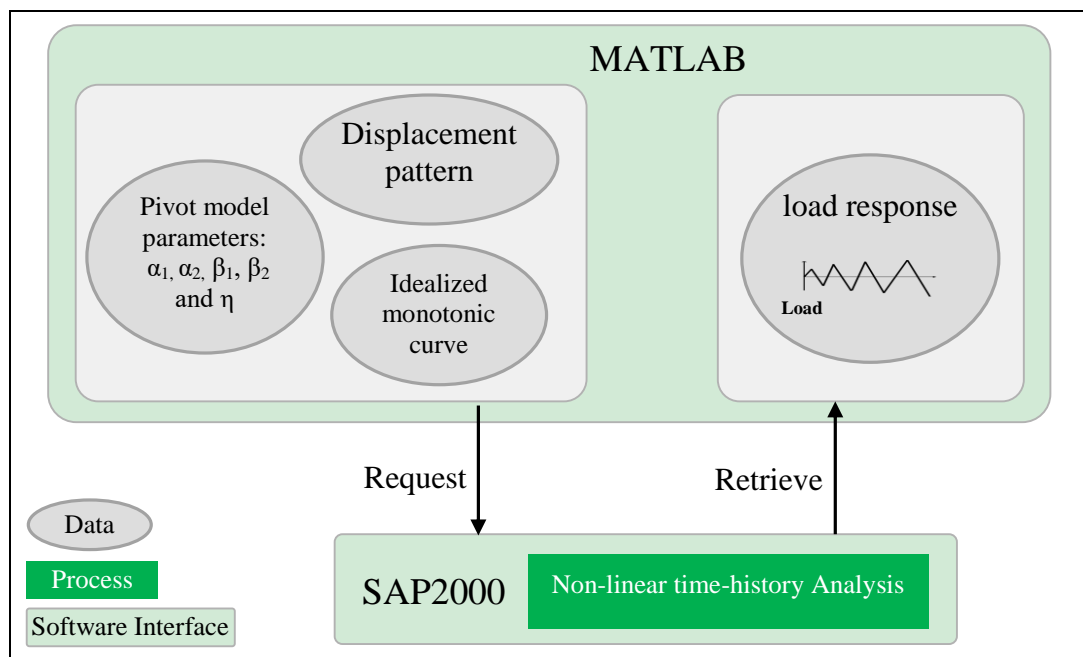 MATLAB
Displacement
pattern
Pivot model
parameters:
α₁, α₂, β₁, β₂
and η
Idealized
monotonic
curve
load response
Load
Request
Retrieve
Data
Process
Software Interface
SAP2000
Non-linear time-history Analysis